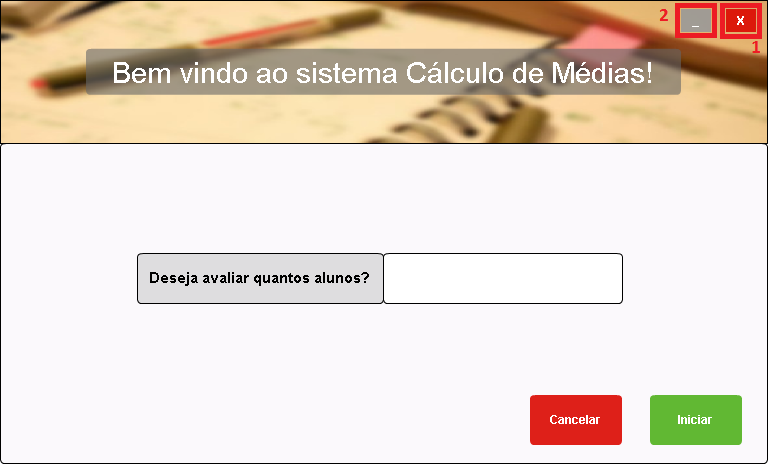 2
_
X
1
Bem vindo ao sistema Cálculo de Médias!
Deseja avaliar quantos alunos?
Cancelar
Iniciar